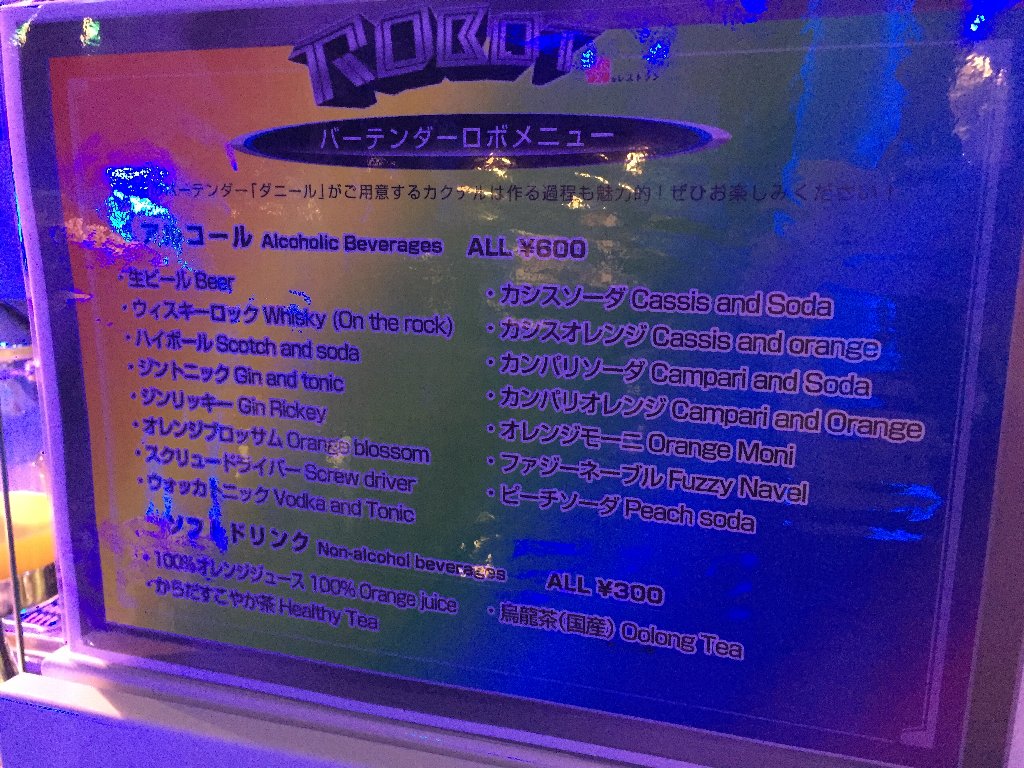 ROBOT
レストラン
バーテンダーロボメニュー
バーテンダー「ダニール」がご用意するカクテルは作る過程も魅力的！ぜひお楽しみく
アルコール Alcoholic Beverages ALL ¥600
・生ビール Beer
・ウィスキーロック Whisky (On the rock)
・ハイボール Scotch and soda
・ジントニック Gin and tonic
・ジンリッキー Gin Rickey
・オレンジブロッサム Orange blossom
・スクリュードライバー Screw driver
・ウォッカトニック Vodka and Tonic
・カシスソーダ Cassis and Soda
・カシスオレンジ Cassis and orange
・カンパリソーダ Campari and Soda
・カンパリオレンジ Campari and Orange
・オレンジモーニ Orange Moni
・ファジーネーブル Fuzzy Navel
・ピーチソーダ Peach soda
ソフトドリンク Non-alcohol beverages ALL ¥300
・100%オレンジジュース 100% Orange juice
・からだすこやか茶 Healthy Tea
・烏龍茶(国産) Oolong Tea